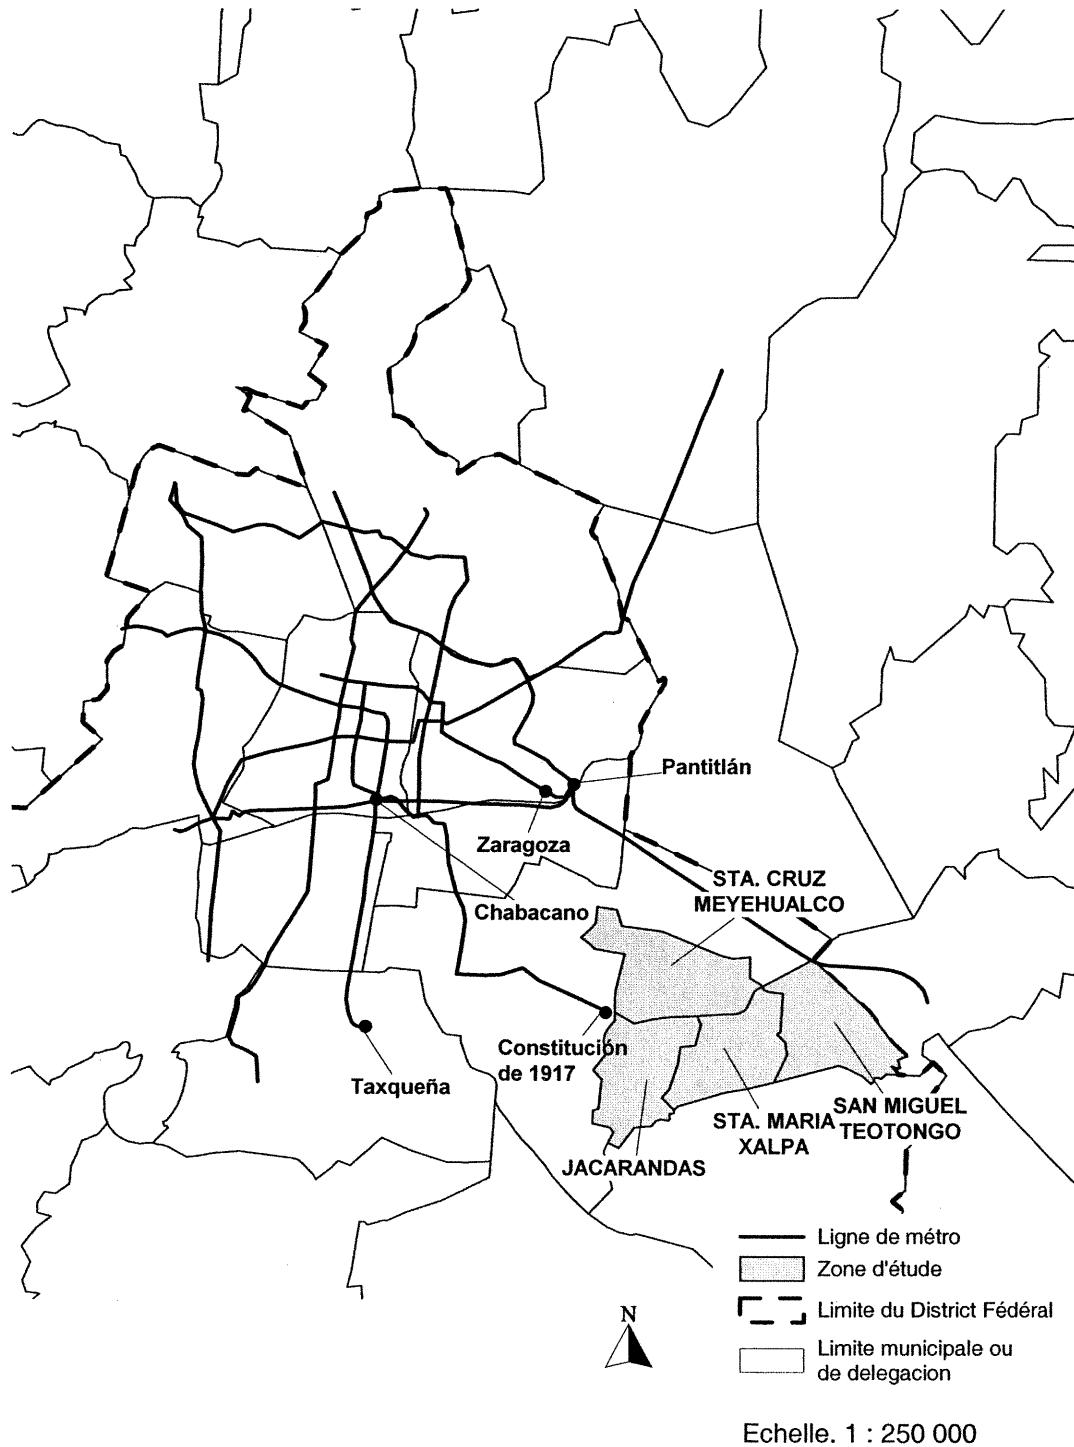 Pantitlán
Zaragoza
STA. CRUZ
MEYEHUALCO
Chabacano
Constitución
de 1917
Taxqueña
STA. MARIA
XALPA
SAN MIGUEL
TEOTONGO
JACARANDAS
Ligne de métro
Zone d'étude
Limite du District Fédéral
Limite municipale ou
de delegacion
N
Echelle. 1 : 250 000